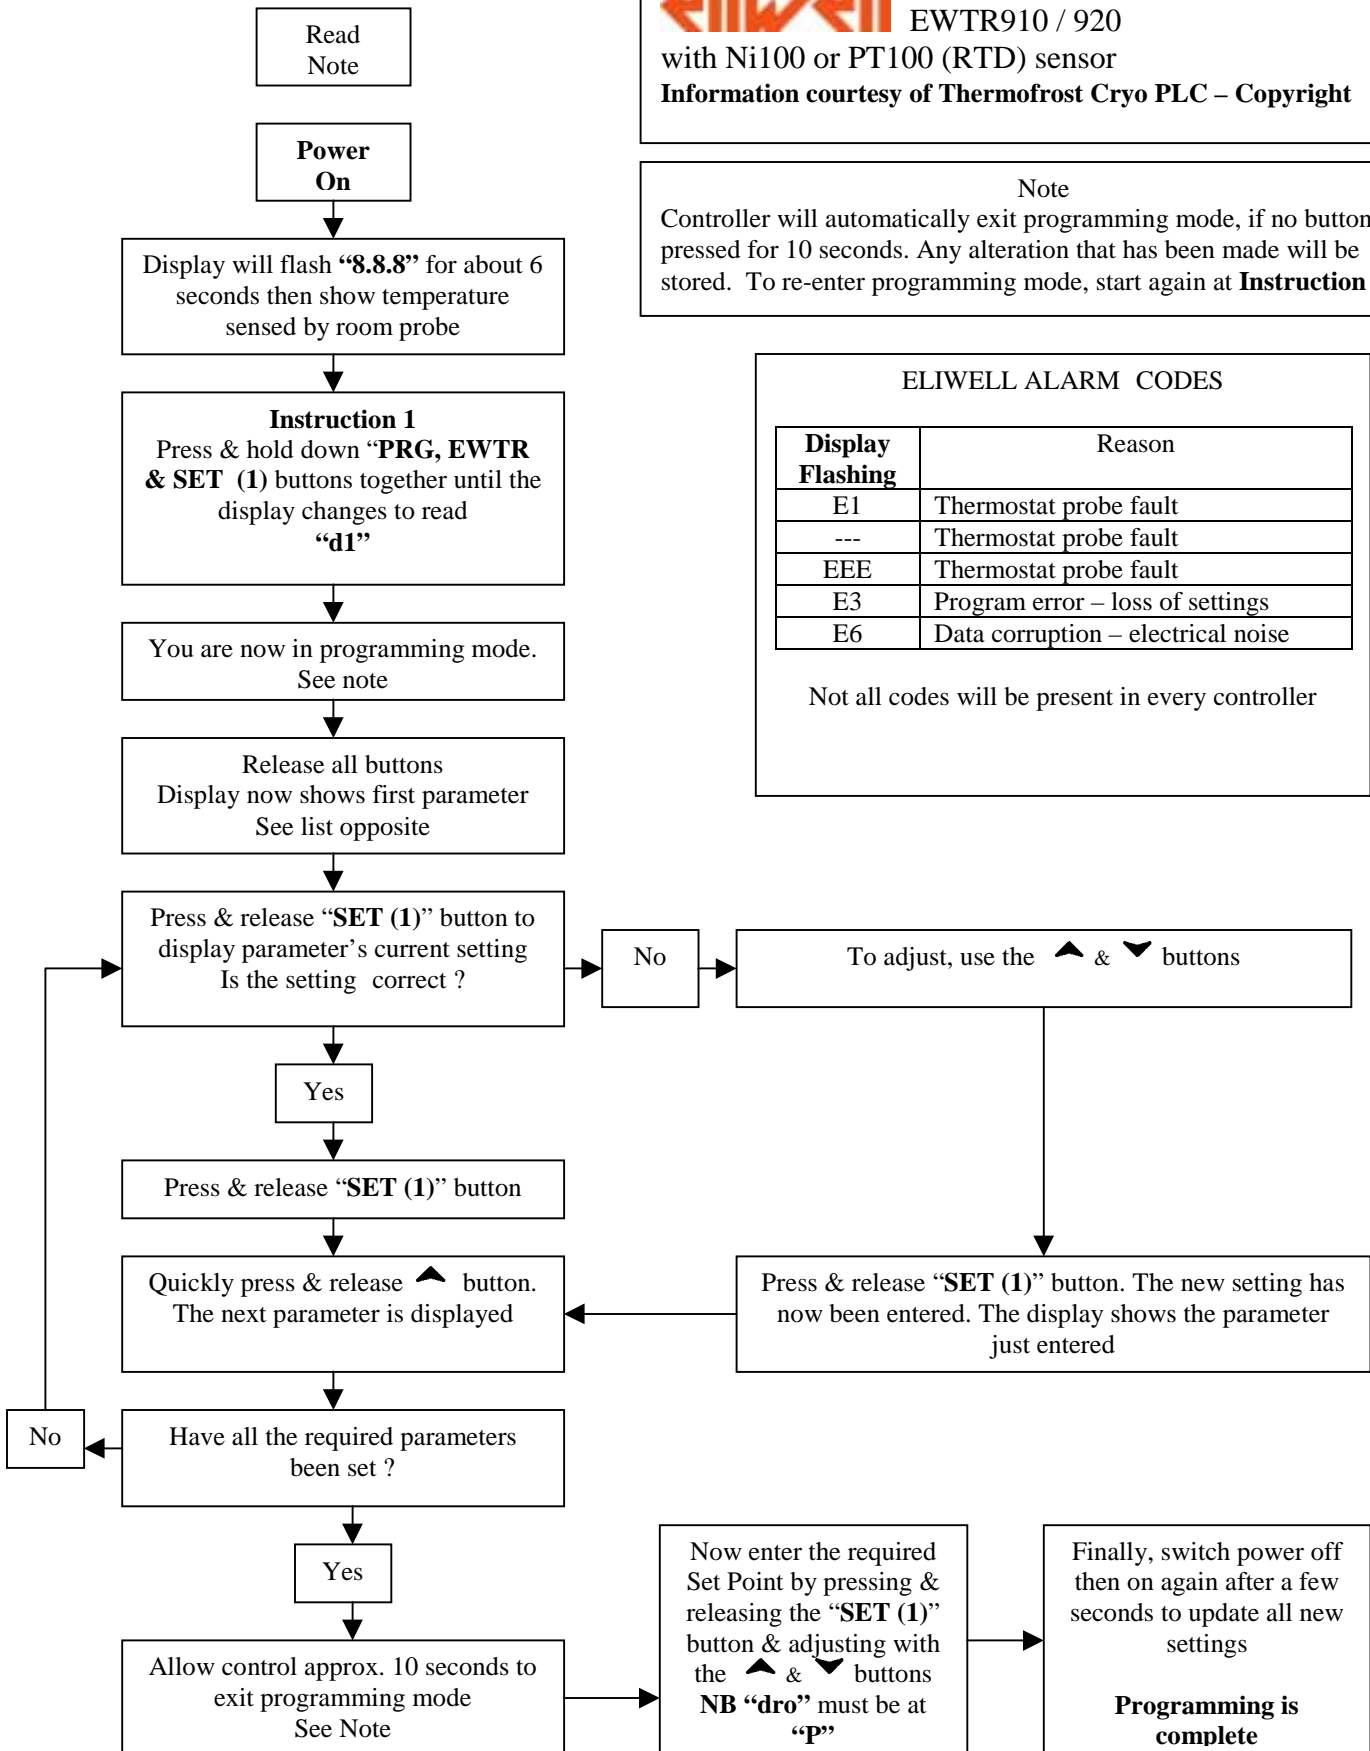 Read
Note
Power
On
Display will flash “8.8.8” for about 6
seconds then show temperature
sensed by room probe
Instruction 1
Press & hold down “PRG, EWTR
& SET (1) buttons together until the
display changes to read
“d1”
You are now in programming mode.
See note
Release all buttons
Display now shows first parameter
See list opposite
Press & release “SET (1)” button to
display parameter’s current setting
Is the setting correct ?
No
To adjust, use the & buttons
Yes
Press & release “SET (1)” button
Quickly press & release button.
The next parameter is displayed
Press & release “SET (1)” button. The new setting has
now been entered. The display shows the parameter
just entered
No
Have all the required parameters
been set ?
Yes
Allow control approx. 10 seconds to
exit programming mode
See Note
Now enter the required
Set Point by pressing &
releasing the “SET (1)”
button & adjusting with
the & buttons
NB “dro” must be at
“P”
Finally, switch power off
then on again after a few
seconds to update all new
settings
Programming is
complete
eliwell EWTR910 / 920
with Ni100 or PT100 (RTD) sensor
Information courtesy of Thermofrost Cryo PLC – Copyright
Note
Controller will automatically exit programming mode, if no button
pressed for 10 seconds. Any alteration that has been made will be
stored. To re-enter programming mode, start again at Instruction
ELIWELL ALARM CODES
Display Flashing Reason
E1 Thermostat probe fault
--- Thermostat probe fault
EEE Thermostat probe fault
E3 Program error – loss of settings
E6 Data corruption – electrical noise
Not all codes will be present in every controller